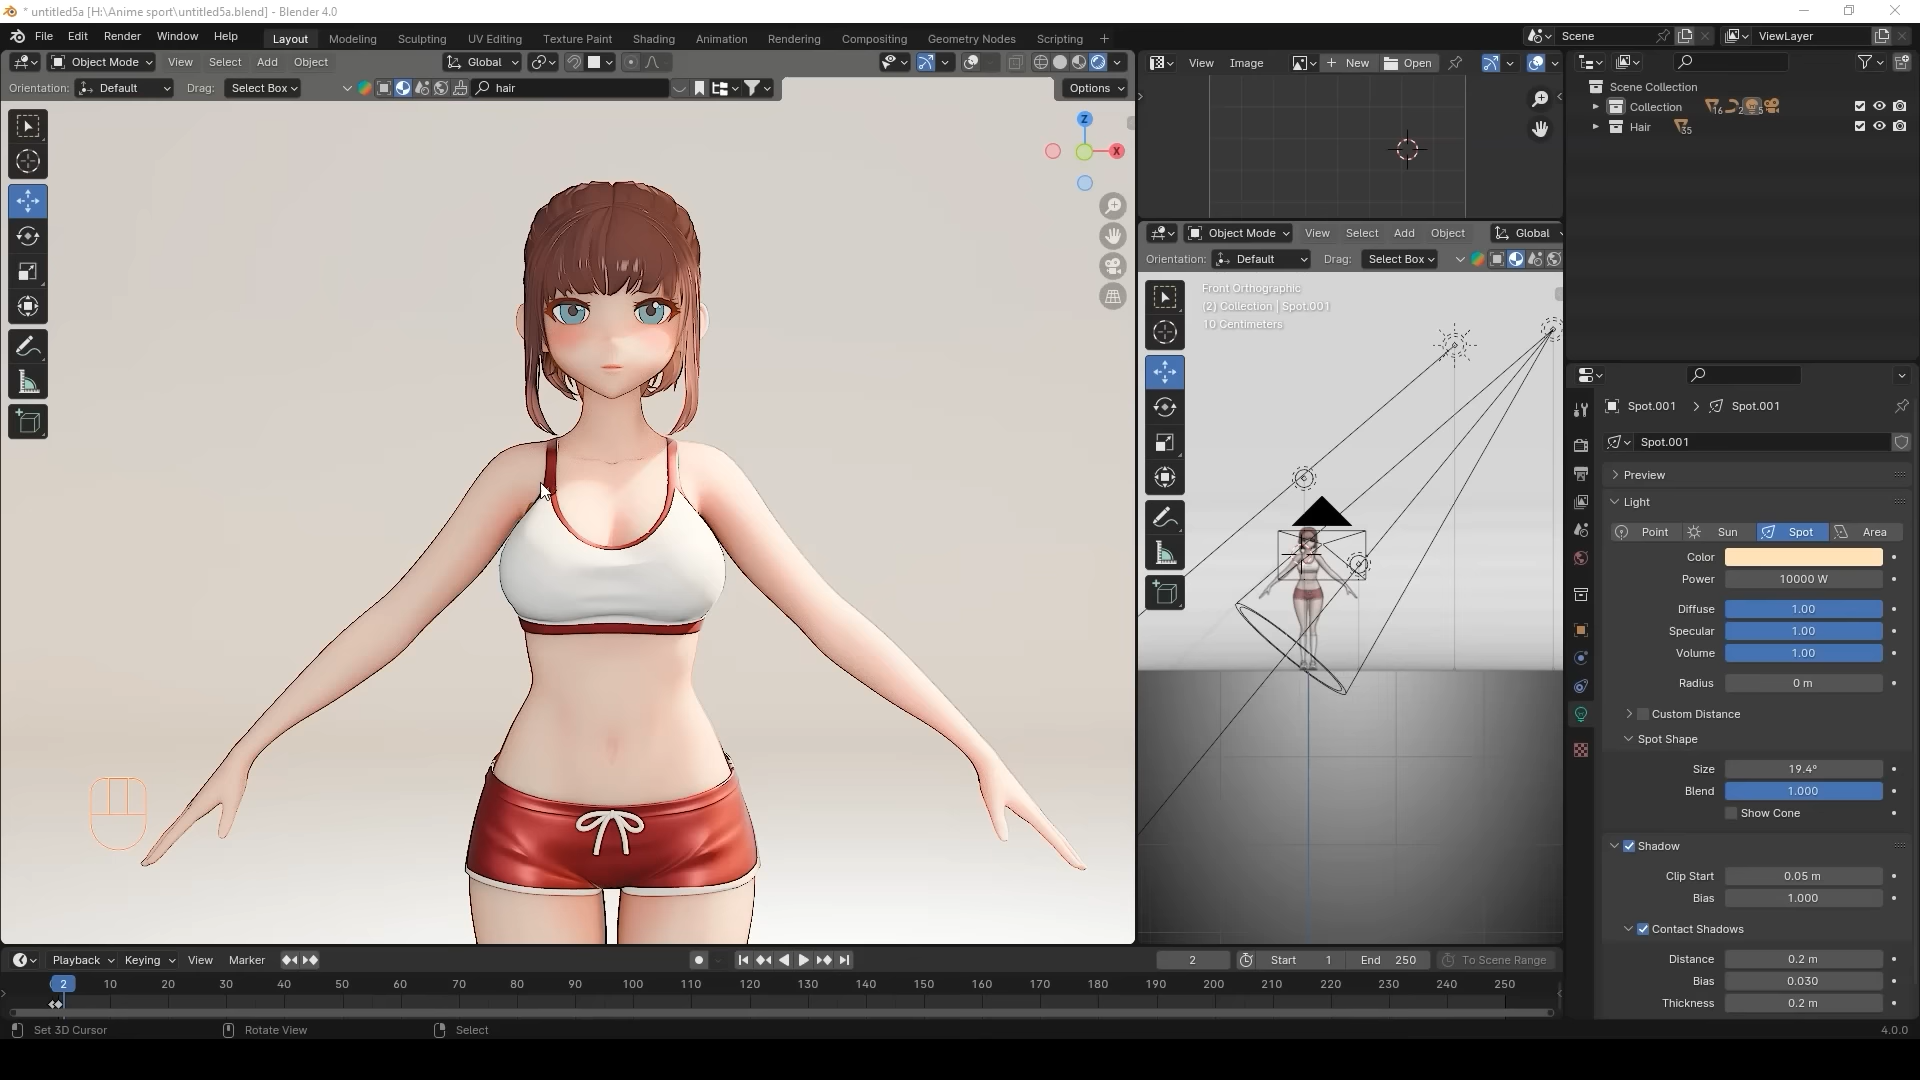 * untitled5a [H:\Anime sport\untitled5a.blend] - Blender 4.0
File Edit Render Window Help Layout Modeling Sculpting UV Editing Texture Paint Shading Animation Rendering Compositing Geometry Nodes Scripting + Scene ViewLayer
Object Mode View Select Add Object Global
Orientation: Default Drag: Select Box hair Options
View Image New Open
Scene Collection
Collection 16 2 5
Hair 35
Z
X
Object Mode View Select Add Object Global
Orientation: Default Drag: Select Box
Front Orthographic
(2) Collection | Spot.001
10 Centimeters
Spot.001 > Spot.001
Spot.001
Preview
Light
Point Sun Spot Area
Color
Power 10000 W
Diffuse 1.00
Specular 1.00
Volume 1.00
Radius 0 m
Custom Distance
Spot Shape
Size 19.4°
Blend 1.000
Show Cone
Shadow
Clip Start 0.05 m
Bias 1.000
Contact Shadows
Distance 0.2 m
Bias 0.030
Thickness 0.2 m
Playback Keying View Marker 2 Start 1 End 250 To Scene Range
2 10 20 30 40 50 60 70 80 90 100 110 120 130 140 150 160 170 180 190 200 210 220 230 240 250
Set 3D Cursor Rotate View Select 4.0.0